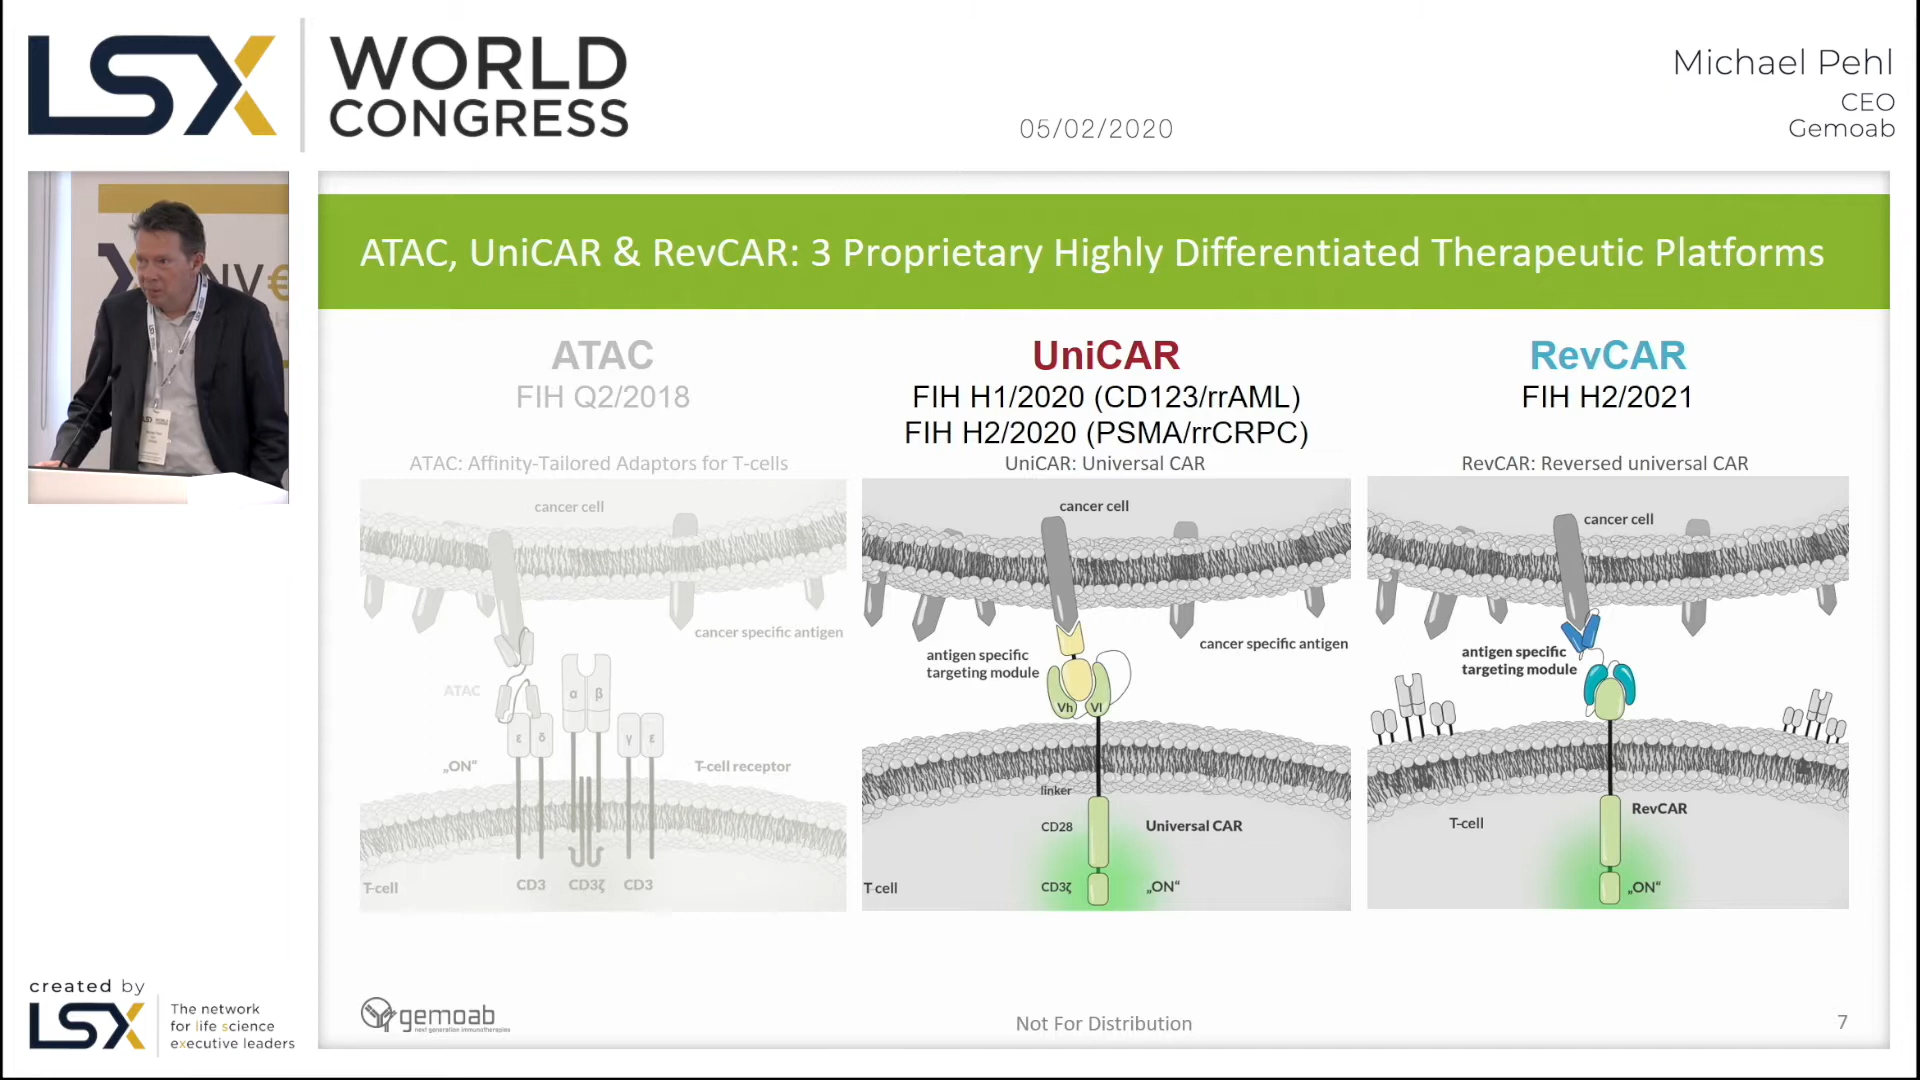 LSX
WORLD
CONGRESS
05/02/2020
Michael Pehl
CEO
Gemoab
ATAC, UniCAR & RevCAR: 3 Proprietary Highly Differentiated Therapeutic Platforms
ATAC
FIH Q2/2018
ATAC: Affinity-Tailored Adaptors for T-cells
cancer cell
cancer specific antigen
ATAC
α
β
ε
δ
γ
ε
„ON“
T-cell receptor
T-cell
CD3
CD3ζ
CD3
UniCAR
FIH H1/2020 (CD123/rrAML)
FIH H2/2020 (PSMA/rrCRPC)
UniCAR: Universal CAR
cancer cell
antigen specific
targeting module
cancer specific antigen
Vh
Vl
linker
CD28
Universal CAR
T cell
CD3ζ
„ON“
RevCAR
FIH H2/2021
RevCAR: Reversed universal CAR
cancer cell
antigen specific
targeting module
RevCAR
T-cell
„ON“
created by
LSX
The network
for life science
executive leaders
gemoab
next generation immunotherapies
Not For Distribution
7